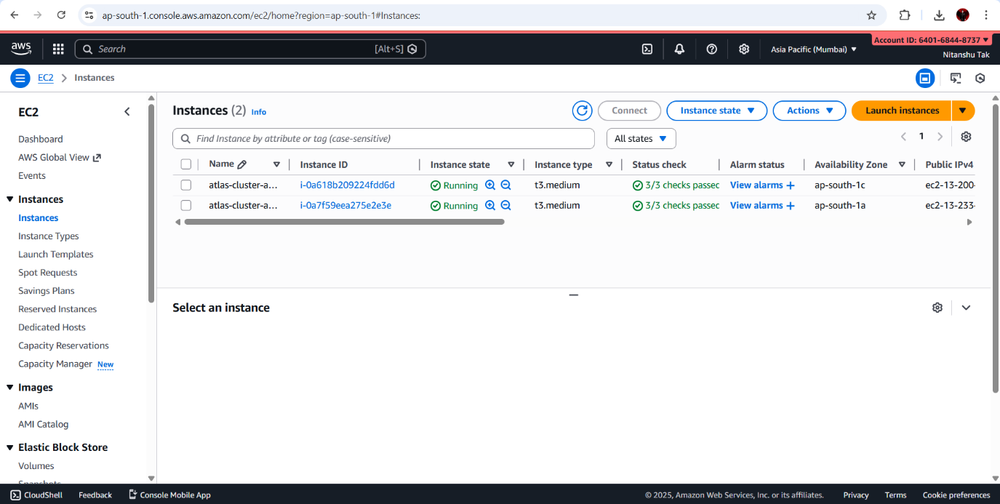 ap-south-1.console.aws.amazon.com/ec2/home?region=ap-south-1#Instances:
aws
Search
[Alt+S]
Asia Pacific (Mumbai)
Account ID: 6401-6844-8737
Nitanshu Tak
EC2
Instances
EC2
Dashboard
AWS Global View
Events
Instances
Instances
Instance Types
Launch Templates
Spot Requests
Savings Plans
Reserved Instances
Dedicated Hosts
Capacity Reservations
Capacity Manager New
Images
AMIs
AMI Catalog
Elastic Block Store
Volumes
Snapshots
Instances (2) Info
Connect
Instance state
Actions
Launch instances
Find Instance by attribute or tag (case-sensitive)
All states
1
Name Instance ID Instance state Instance type Status check Alarm status Availability Zone Public IPv4
atlas-cluster-a... i-0a618b209224fdd6d Running t3.medium 3/3 checks passec View alarms + ap-south-1c ec2-13-200-
atlas-cluster-a... i-0a7f59eea275e2e3e Running t3.medium 3/3 checks passec View alarms + ap-south-1a ec2-13-233-
Select an instance
CloudShell
Feedback
Console Mobile App
© 2025, Amazon Web Services, Inc. or its affiliates.
Privacy
Terms
Cookie preferences